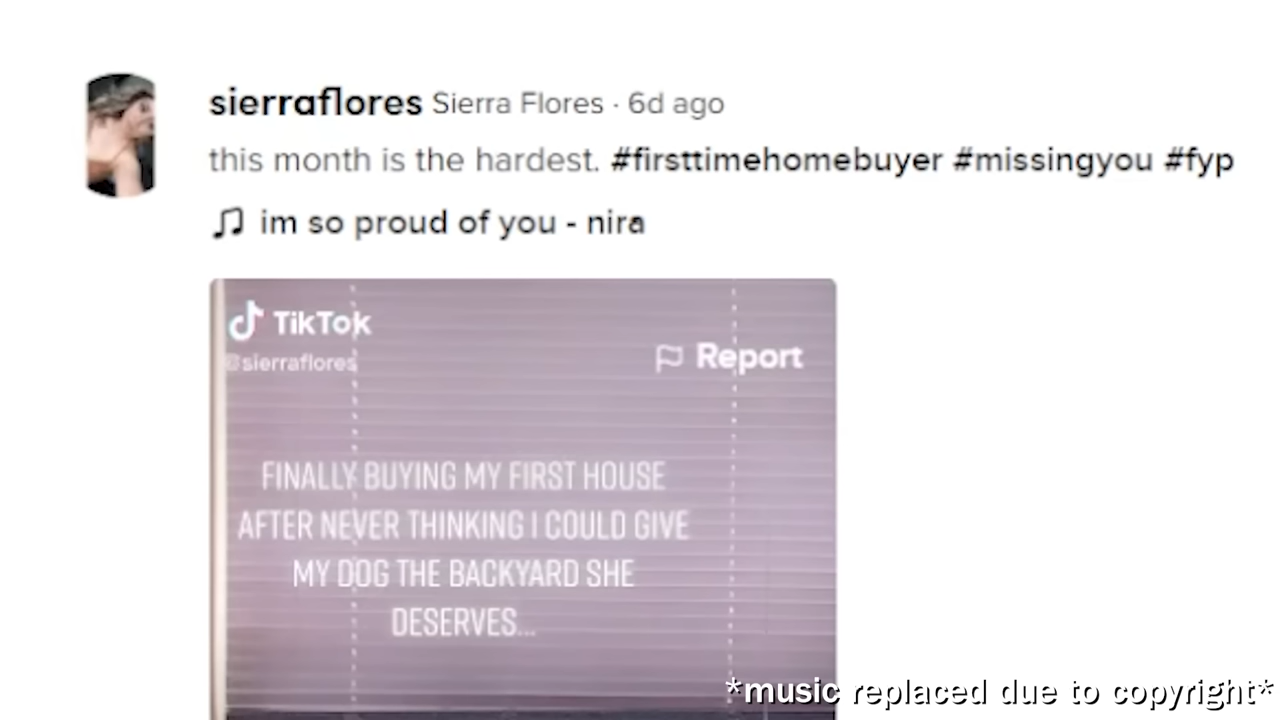 sierraflores Sierra Flores · 6d ago
this month is the hardest. #firsttimehomebuyer #missingyou #fyp
im so proud of you - nira
TikTok
@sierraflores
Report
FINALLY BUYING MY FIRST HOUSE
AFTER NEVER THINKING I COULD GIVE
MY DOG THE BACKYARD SHE
DESERVES...
*music replaced due to copyright*